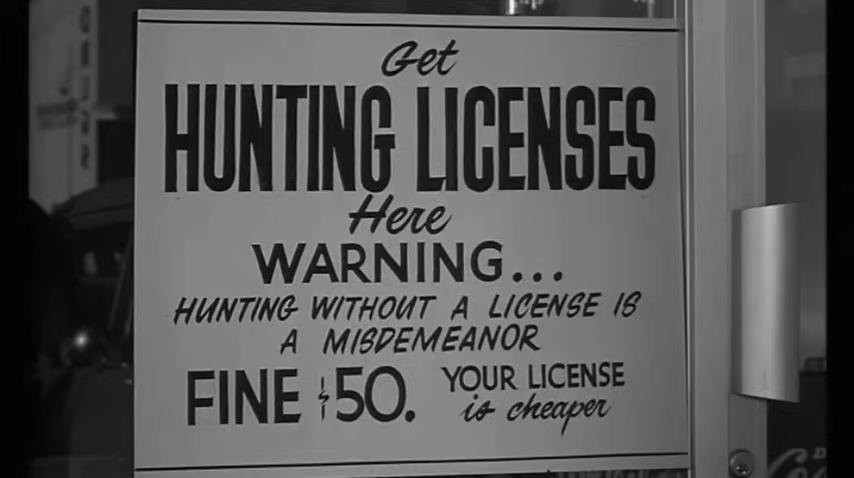 Get
HUNTING LICENSES
Here
WARNING...
HUNTING WITHOUT A LICENSE IS
A MISDEMEANOR
FINE $50. YOUR LICENSE
is cheaper